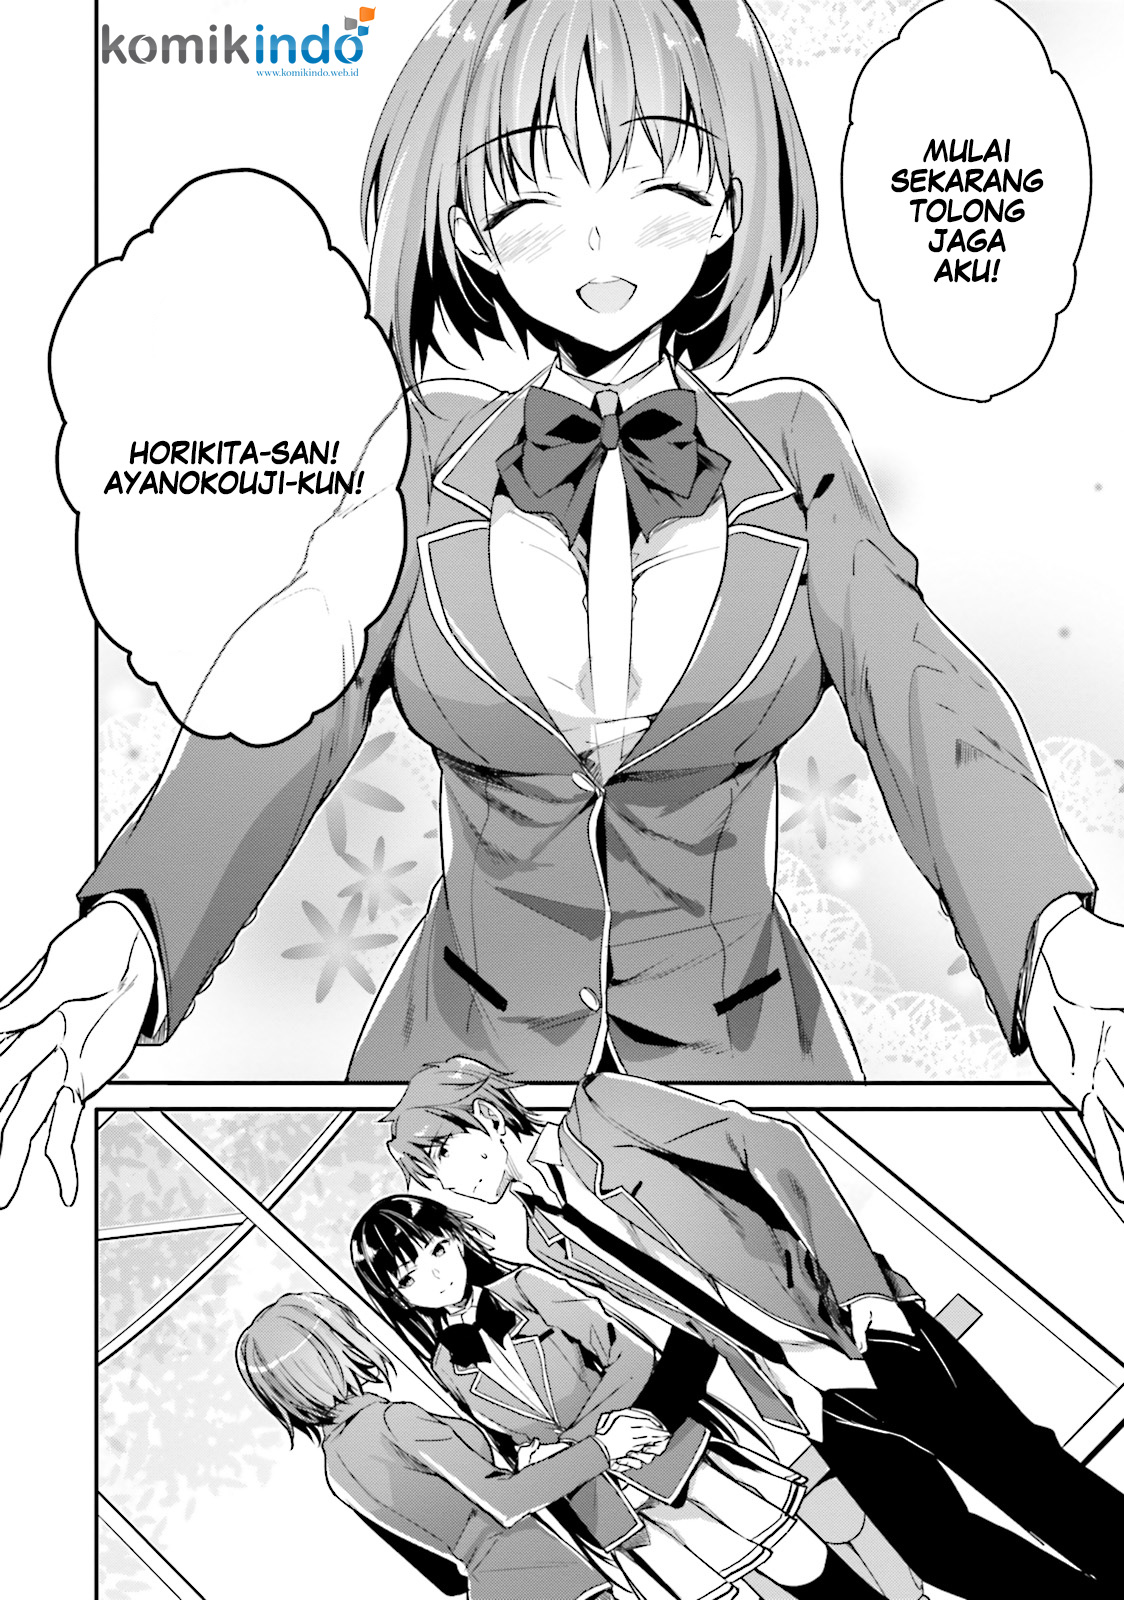 komikindo
www.komikindo.web.id
MULAI
SEKARANG
TOLONG
JAGA
AKU!
HORIKITA-SAN!
AYANOKOUJI-KUN!